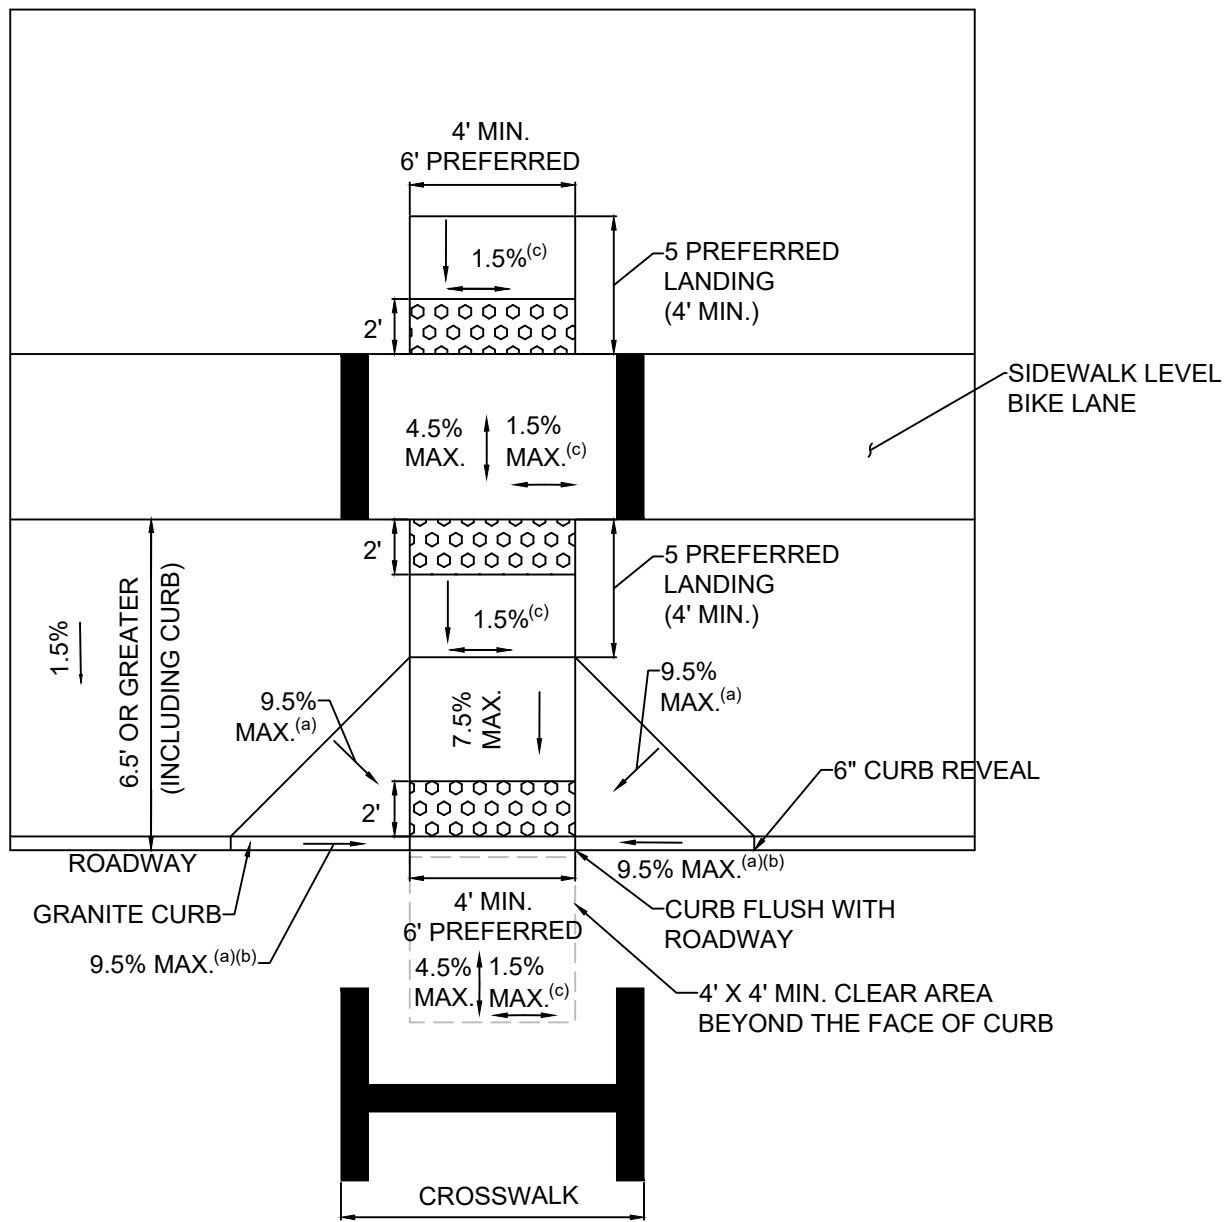 4' MIN.
6' PREFERRED
1.5%(c)
5 PREFERRED
LANDING
(4' MIN.)
2'
SIDEWALK LEVEL
BIKE LANE
4.5%
MAX.
1.5%
MAX.(c)
2'
5 PREFERRED
LANDING
(4' MIN.)
1.5%
6.5' OR GREATER
(INCLUDING CURB)
1.5%(c)
9.5%
MAX.(a)
7.5%
MAX.
9.5%
MAX.(a)
6" CURB REVEAL
2'
ROADWAY
9.5% MAX.(a)(b)
GRANITE CURB
4' MIN.
6' PREFERRED
CURB FLUSH WITH
ROADWAY
9.5% MAX.(a)(b)
4.5%
MAX.
1.5%
MAX.(c)
4' X 4' MIN. CLEAR AREA
BEYOND THE FACE OF CURB
CROSSWALK